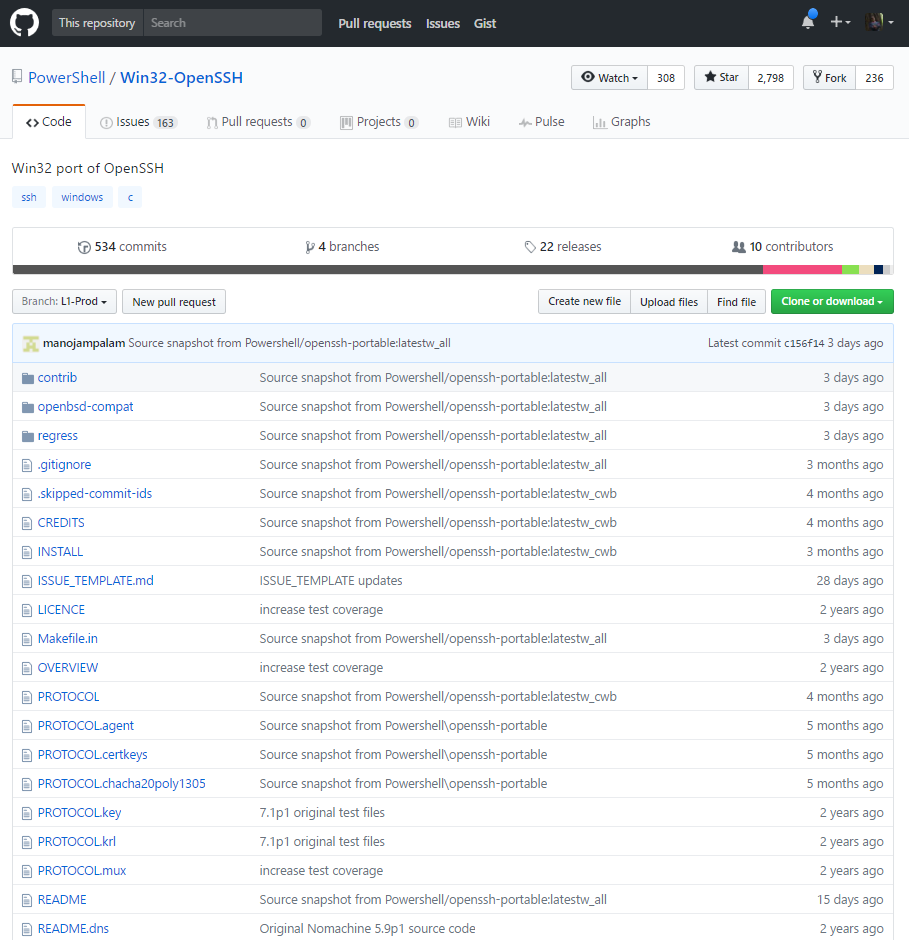 This repository Search Pull requests Issues Gist
PowerShell / Win32-OpenSSH Watch 308 Star 2,798 Fork 236
Code Issues 163 Pull requests 0 Projects 0 Wiki Pulse Graphs
Win32 port of OpenSSH
ssh windows c
534 commits 4 branches 22 releases 10 contributors
Branch: L1-Prod New pull request Create new file Upload files Find file Clone or download
manojampalam Source snapshot from Powershell/openssh-portable:latestw_all Latest commit c156f14 3 days ago
contrib Source snapshot from Powershell/openssh-portable:latestw_all 3 days ago
openbsd-compat Source snapshot from Powershell/openssh-portable:latestw_all 3 days ago
regress Source snapshot from Powershell/openssh-portable:latestw_all 3 days ago
.gitignore Source snapshot from Powershell/openssh-portable:latestw_all 3 months ago
.skipped-commit-ids Source snapshot from Powershell/openssh-portable:latestw_cwb 4 months ago
CREDITS Source snapshot from Powershell/openssh-portable:latestw_cwb 4 months ago
INSTALL Source snapshot from Powershell/openssh-portable:latestw_cwb 3 months ago
ISSUE_TEMPLATE.md ISSUE_TEMPLATE updates 28 days ago
LICENCE increase test coverage 2 years ago
Makefile.in Source snapshot from Powershell/openssh-portable:latestw_all 3 days ago
OVERVIEW increase test coverage 2 years ago
PROTOCOL Source snapshot from Powershell/openssh-portable:latestw_cwb 4 months ago
PROTOCOL.agent Source snapshot from Powershell\openssh-portable 5 months ago
PROTOCOL.certkeys Source snapshot from Powershell\openssh-portable 5 months ago
PROTOCOL.chacha20poly1305 Source snapshot from Powershell\openssh-portable 5 months ago
PROTOCOL.key 7.1p1 original test files 2 years ago
PROTOCOL.krl 7.1p1 original test files 2 years ago
PROTOCOL.mux increase test coverage 2 years ago
README Source snapshot from Powershell/openssh-portable:latestw_all 15 days ago
README.dns Original Nomachine 5.9p1 source code 2 years ago